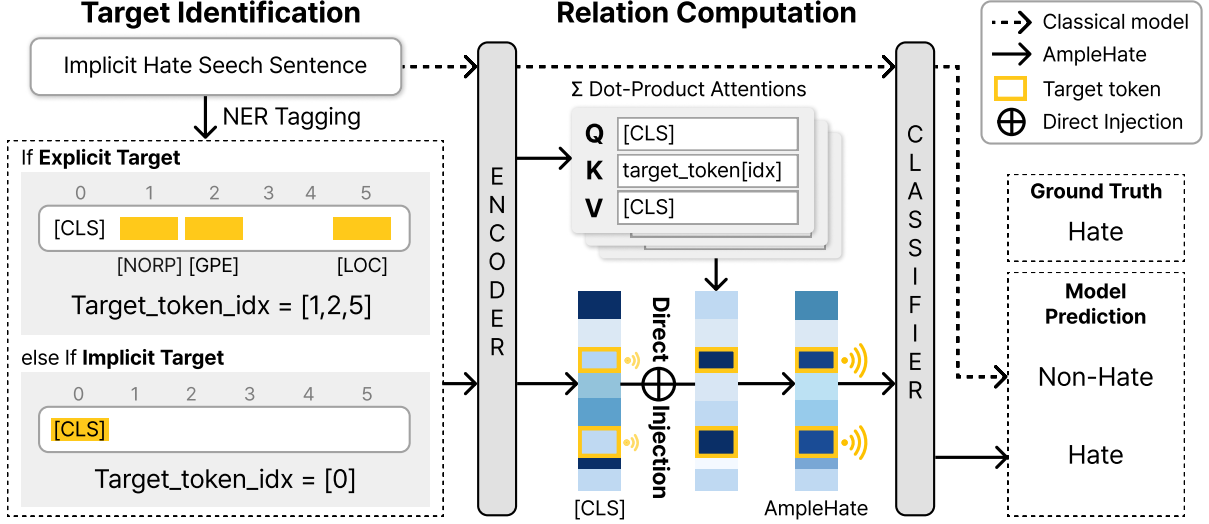 Target Identification
Implicit Hate Seech Sentence
NER Tagging
If Explicit Target
0 1 2 3 4 5
[CLS]
[NORP] [GPE] [LOC]
Target_token_idx = [1,2,5]
else If Implicit Target
0 1 2 3 4 5
[CLS]
Target_token_idx = [0]
ENCODER
Relation Computation
Σ Dot-Product Attentions
Q [CLS]
K target_token[idx]
V [CLS]
Direct Injection
[CLS]
AmpleHate
CLASSIFIER
Classical model
AmpleHate
Target token
Direct Injection
Ground Truth
Hate
Model
Prediction
Non-Hate
Hate